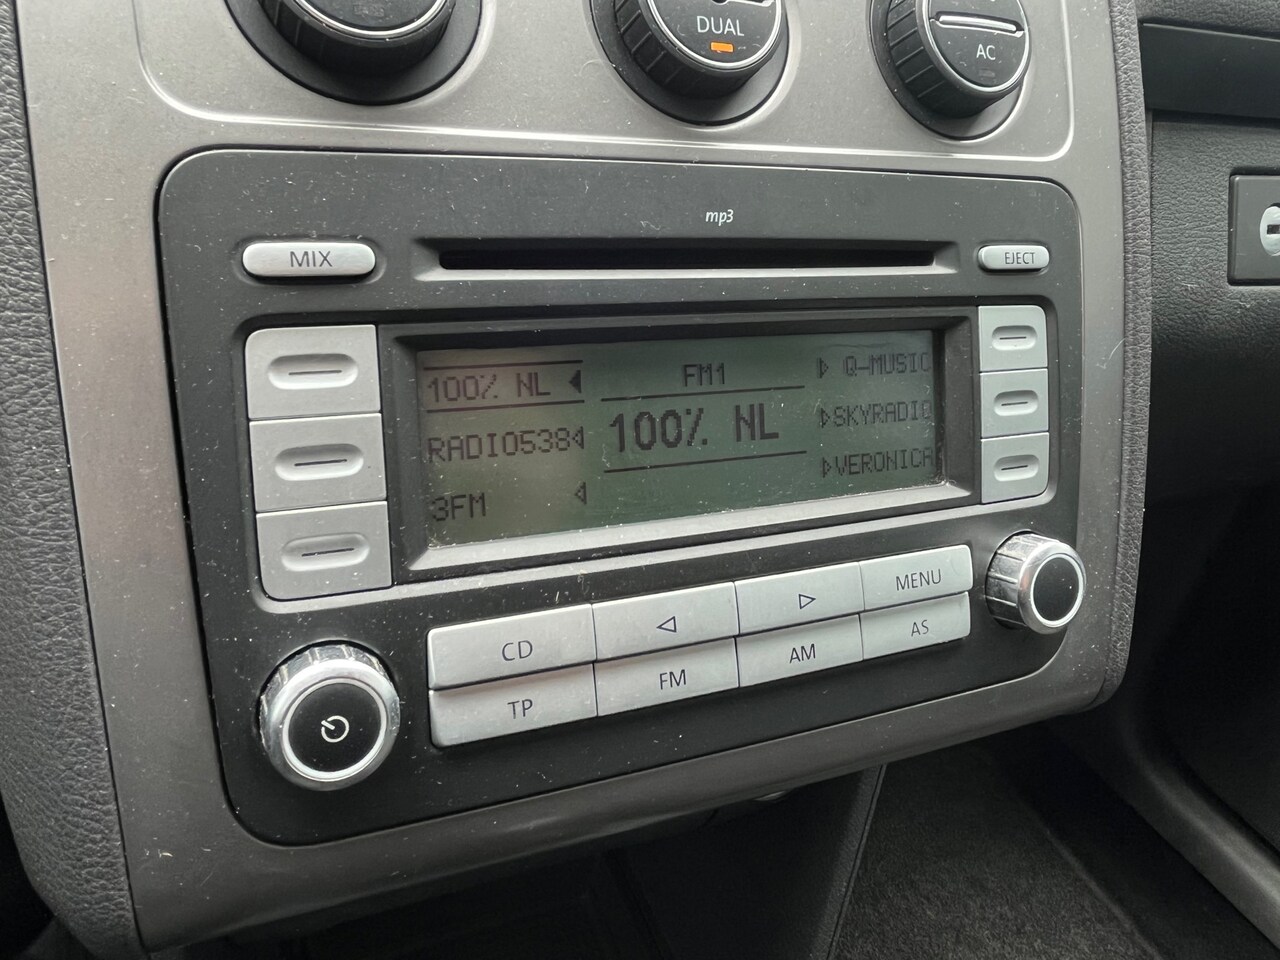 DUAL
AC
mp3
MIX
EJECT
100% NL
FM1
Q-MUSIC
RADIO538
100% NL
SKYRADIO
3FM
VERONICA
CD
MENU
TP
FM
AM
AS